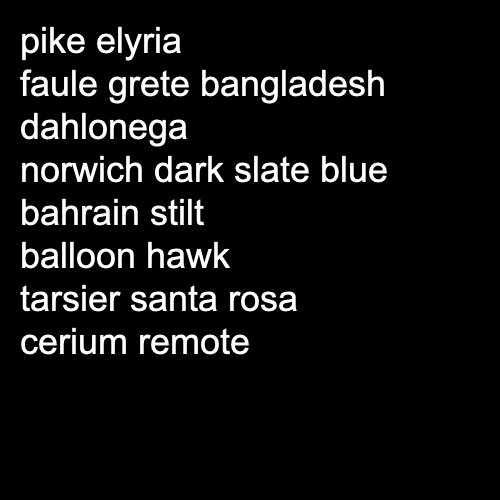 pike elyria
faule grete bangladesh
dahlonega
norwich dark slate blue
bahrain stilt
balloon hawk
tarsier santa rosa
cerium remote